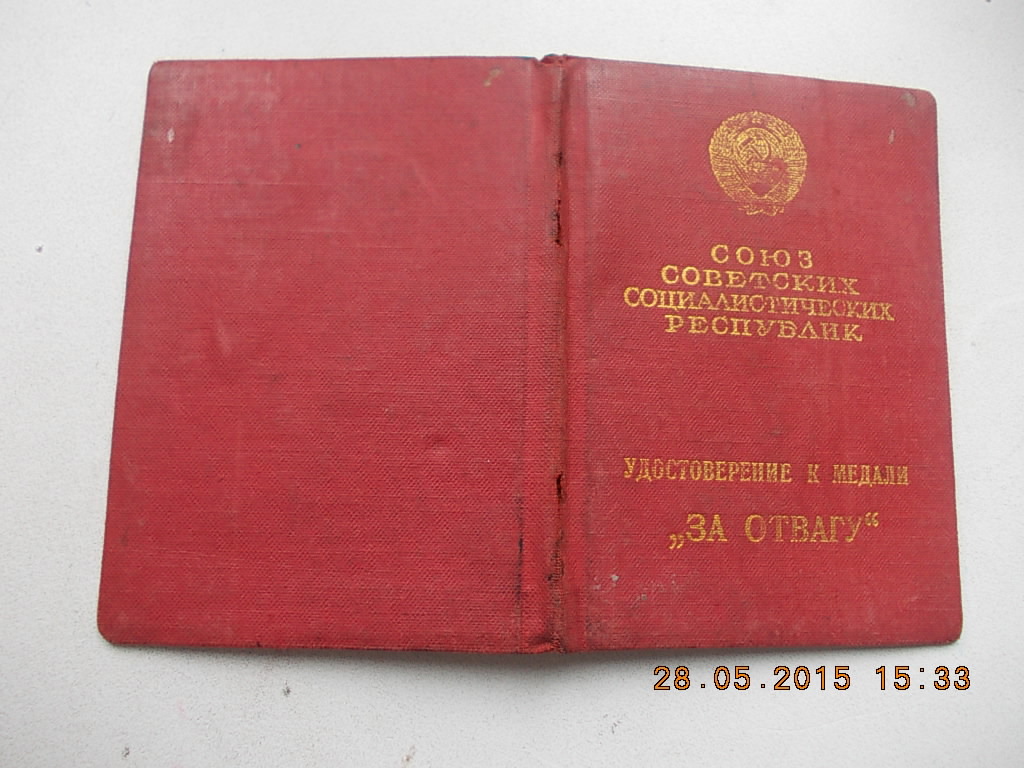 СОЮЗ
СОВЕТСКИХ
СОЦИАЛИСТИЧЕСКИХ
РЕСПУБЛИК
УДОСТОВЕРЕНИЕ К МЕДАЛИ
„ЗА ОТВАГУ“
28.05.2015 15:33